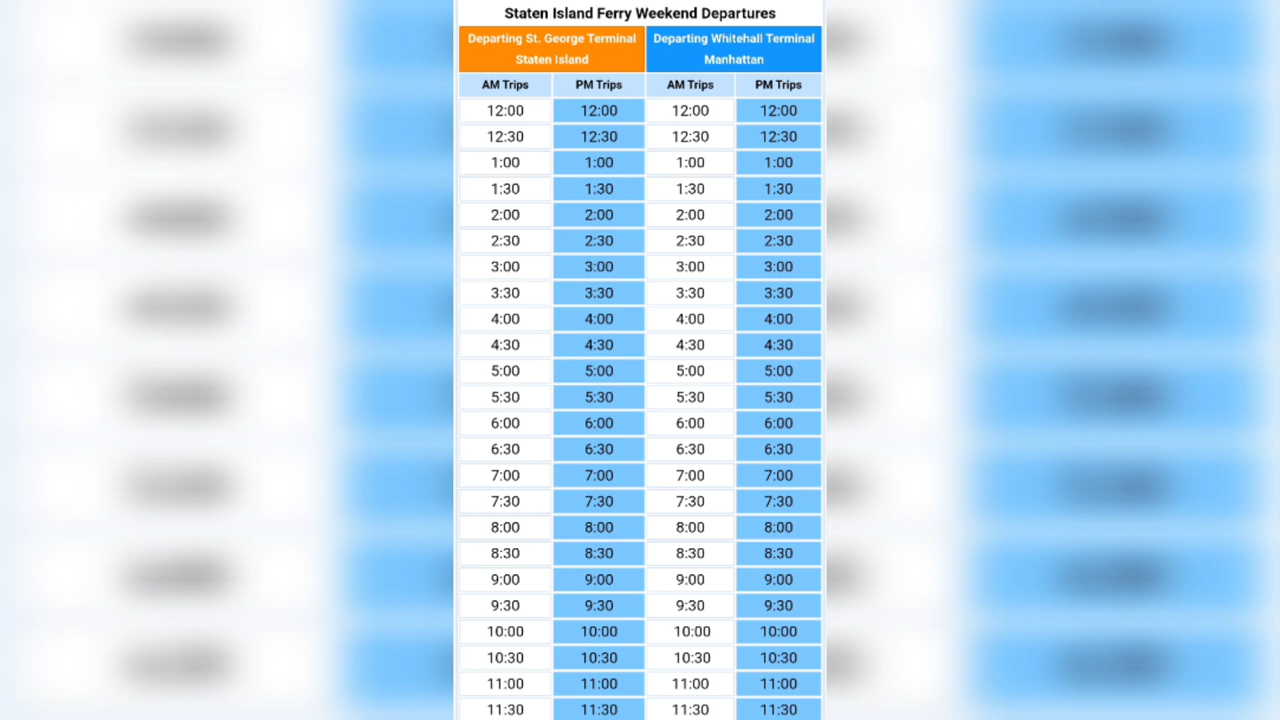 Staten Island Ferry Weekend Departures
Departing St. George Terminal Departing Whitehall Terminal
Staten Island Manhattan
AM Trips PM Trips AM Trips PM Trips
12:00 12:00 12:00 12:00
12:30 12:30 12:30 12:30
1:00 1:00 1:00 1:00
1:30 1:30 1:30 1:30
2:00 2:00 2:00 2:00
2:30 2:30 2:30 2:30
3:00 3:00 3:00 3:00
3:30 3:30 3:30 3:30
4:00 4:00 4:00 4:00
4:30 4:30 4:30 4:30
5:00 5:00 5:00 5:00
5:30 5:30 5:30 5:30
6:00 6:00 6:00 6:00
6:30 6:30 6:30 6:30
7:00 7:00 7:00 7:00
7:30 7:30 7:30 7:30
8:00 8:00 8:00 8:00
8:30 8:30 8:30 8:30
9:00 9:00 9:00 9:00
9:30 9:30 9:30 9:30
10:00 10:00 10:00 10:00
10:30 10:30 10:30 10:30
11:00 11:00 11:00 11:00
11:30 11:30 11:30 11:30